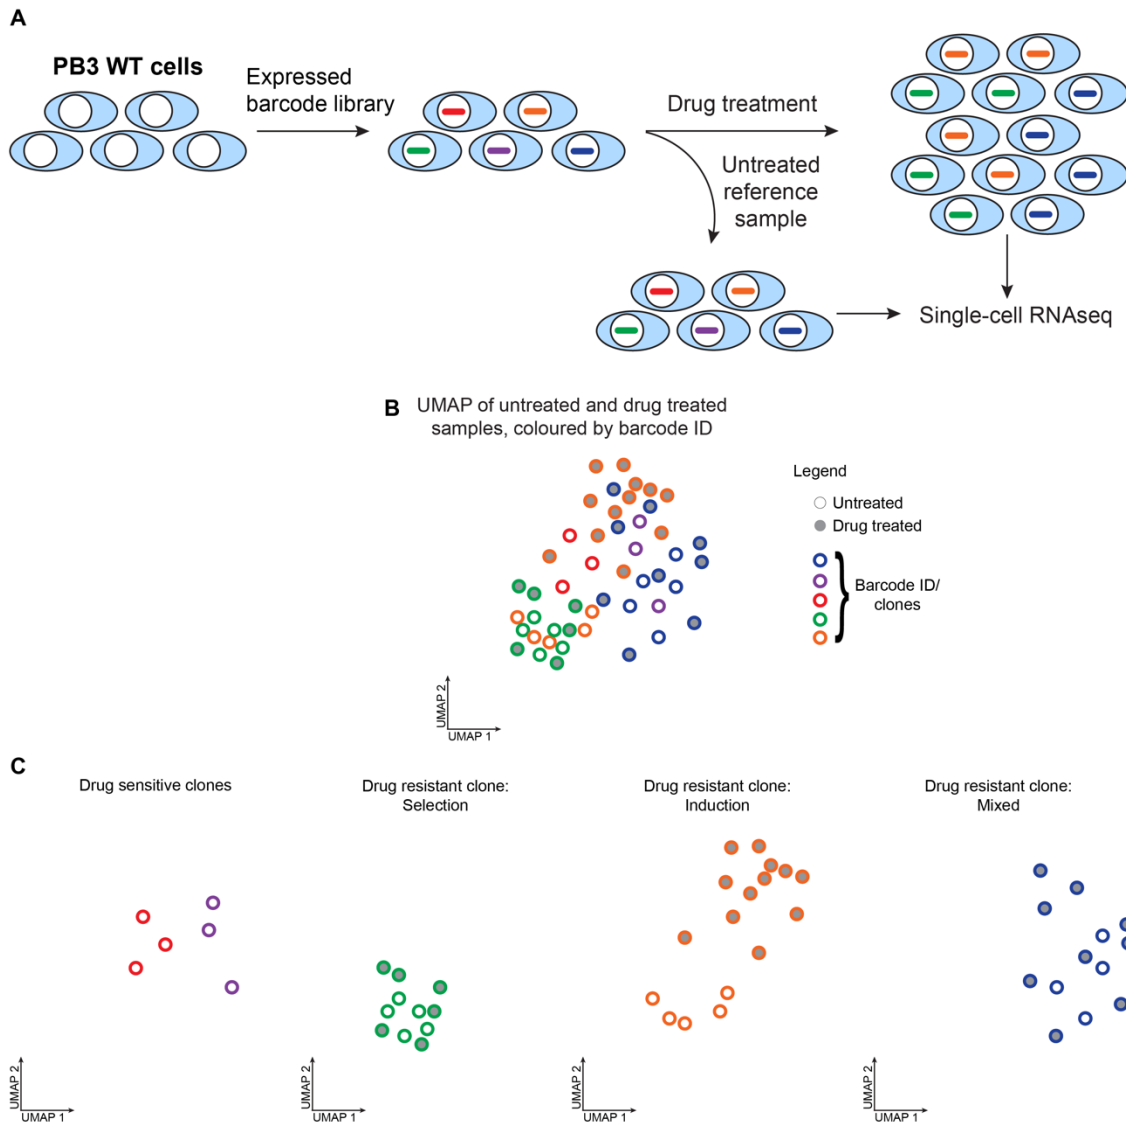 A
PB3 WT cells
Expressed
barcode library
Drug treatment
Untreated
reference
sample
Single-cell RNAseq
B
UMAP of untreated and drug treated
samples, coloured by barcode ID
Legend
Untreated
Drug treated
Barcode ID/
clones
UMAP 2
UMAP 1
C
Drug sensitive clones
UMAP 2
UMAP 1
Drug resistant clone:
Selection
UMAP 2
UMAP 1
Drug resistant clone:
Induction
UMAP 2
UMAP 1
Drug resistant clone:
Mixed
UMAP 2
UMAP 1